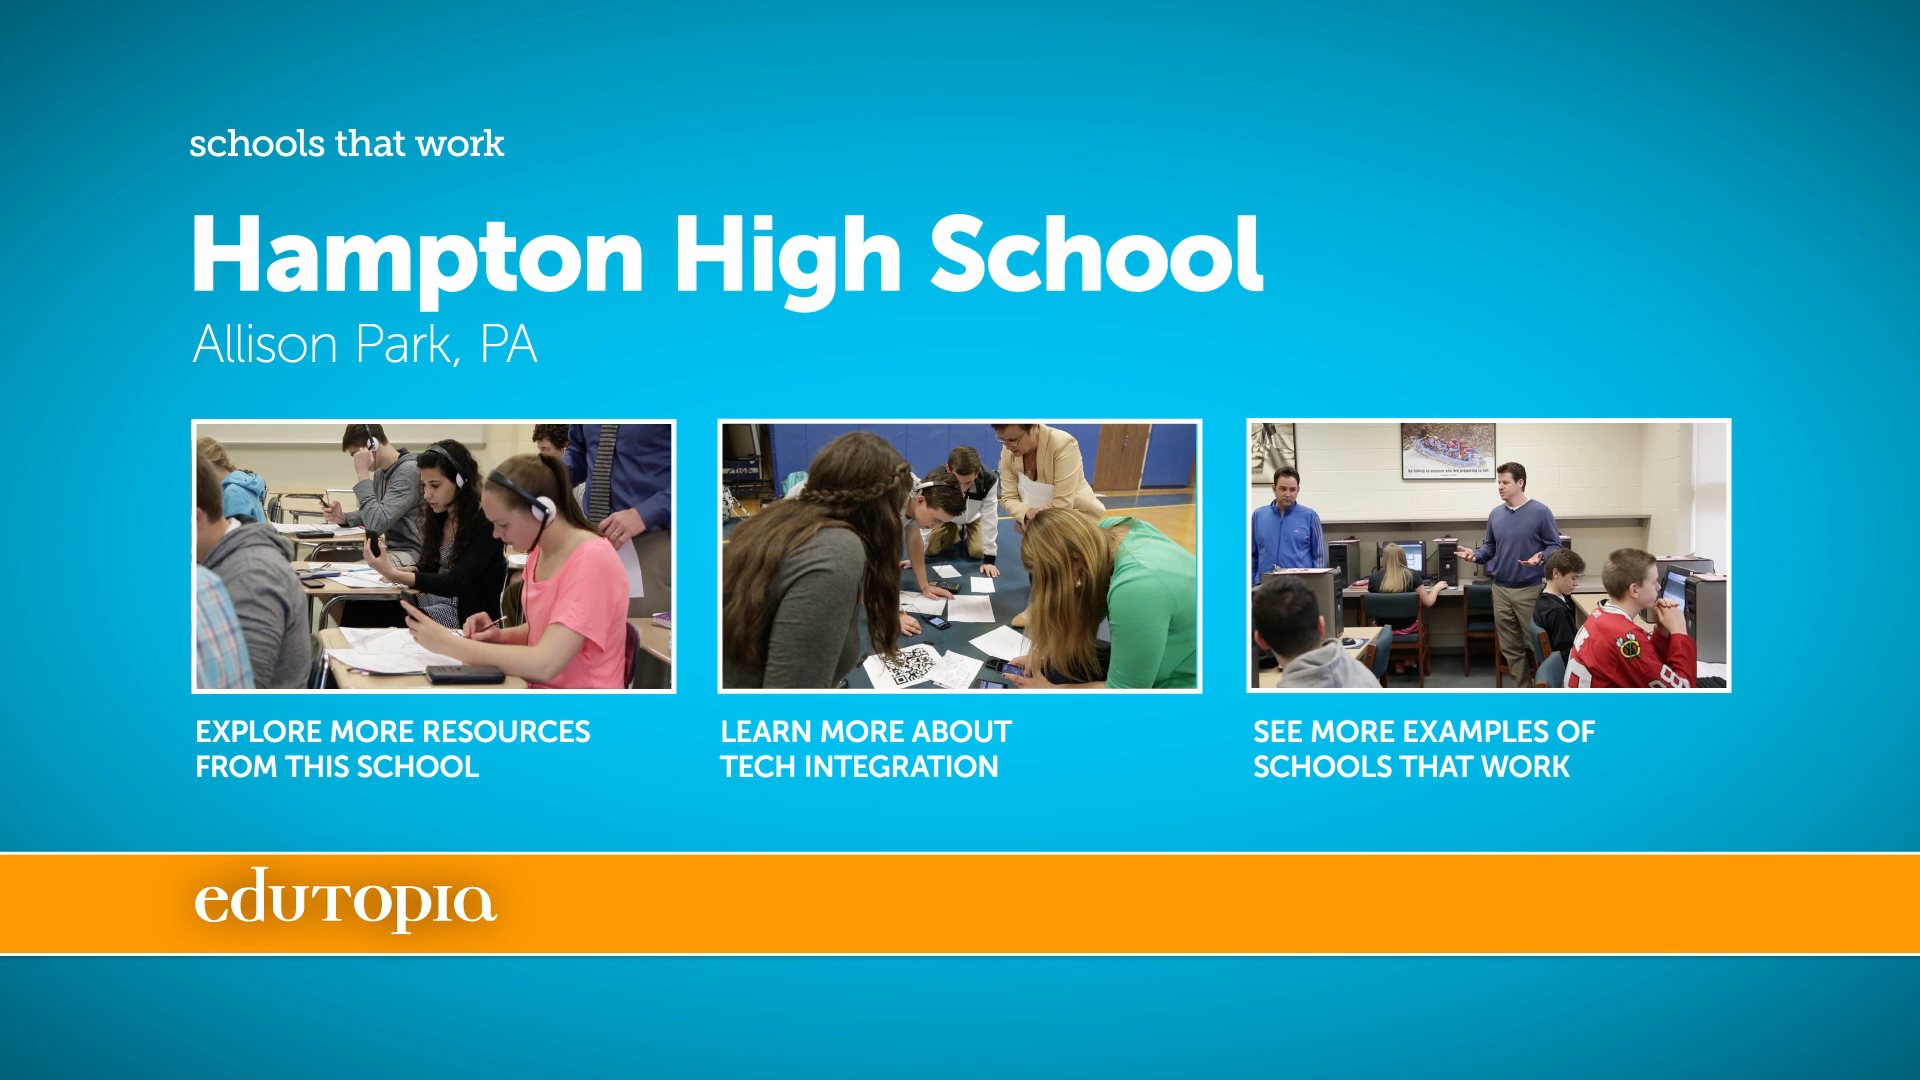 schools that work
Hampton High School
Allison Park, PA
EXPLORE MORE RESOURCES
FROM THIS SCHOOL
LEARN MORE ABOUT
TECH INTEGRATION
SEE MORE EXAMPLES OF
SCHOOLS THAT WORK
edutopia